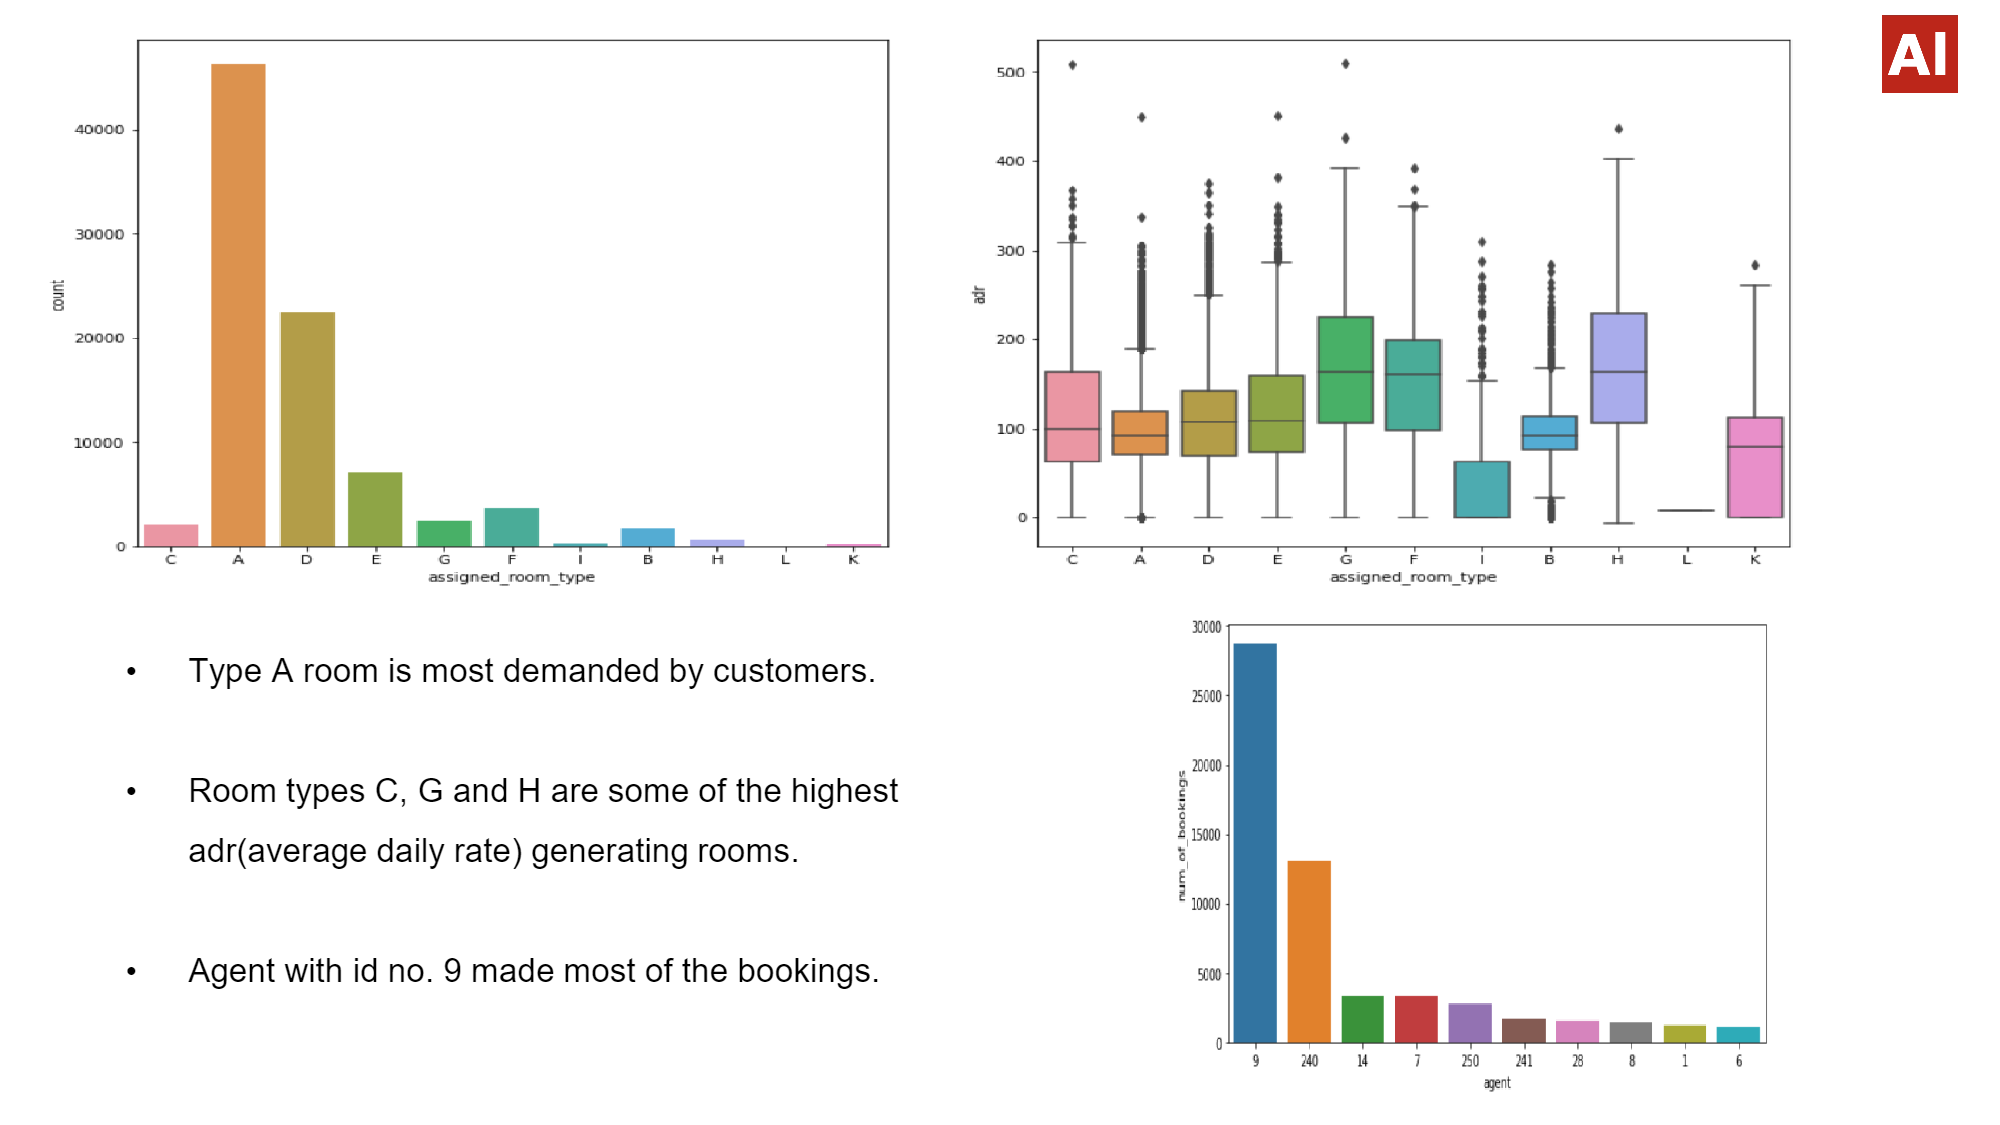 AI
40000
30000
20000
10000
0
count
C A D E G F I B H L K
assigned_room_type
500
400
300
200
100
0
adr
C A D E G F I B H L K
assigned_room_type
• Type A room is most demanded by customers.
• Room types C, G and H are some of the highest
adr(average daily rate) generating rooms.
• Agent with id no. 9 made most of the bookings.
30000
25000
20000
15000
10000
5000
0
num_of_bookings
9 240 14 7 250 241 28 8 1 6
agent